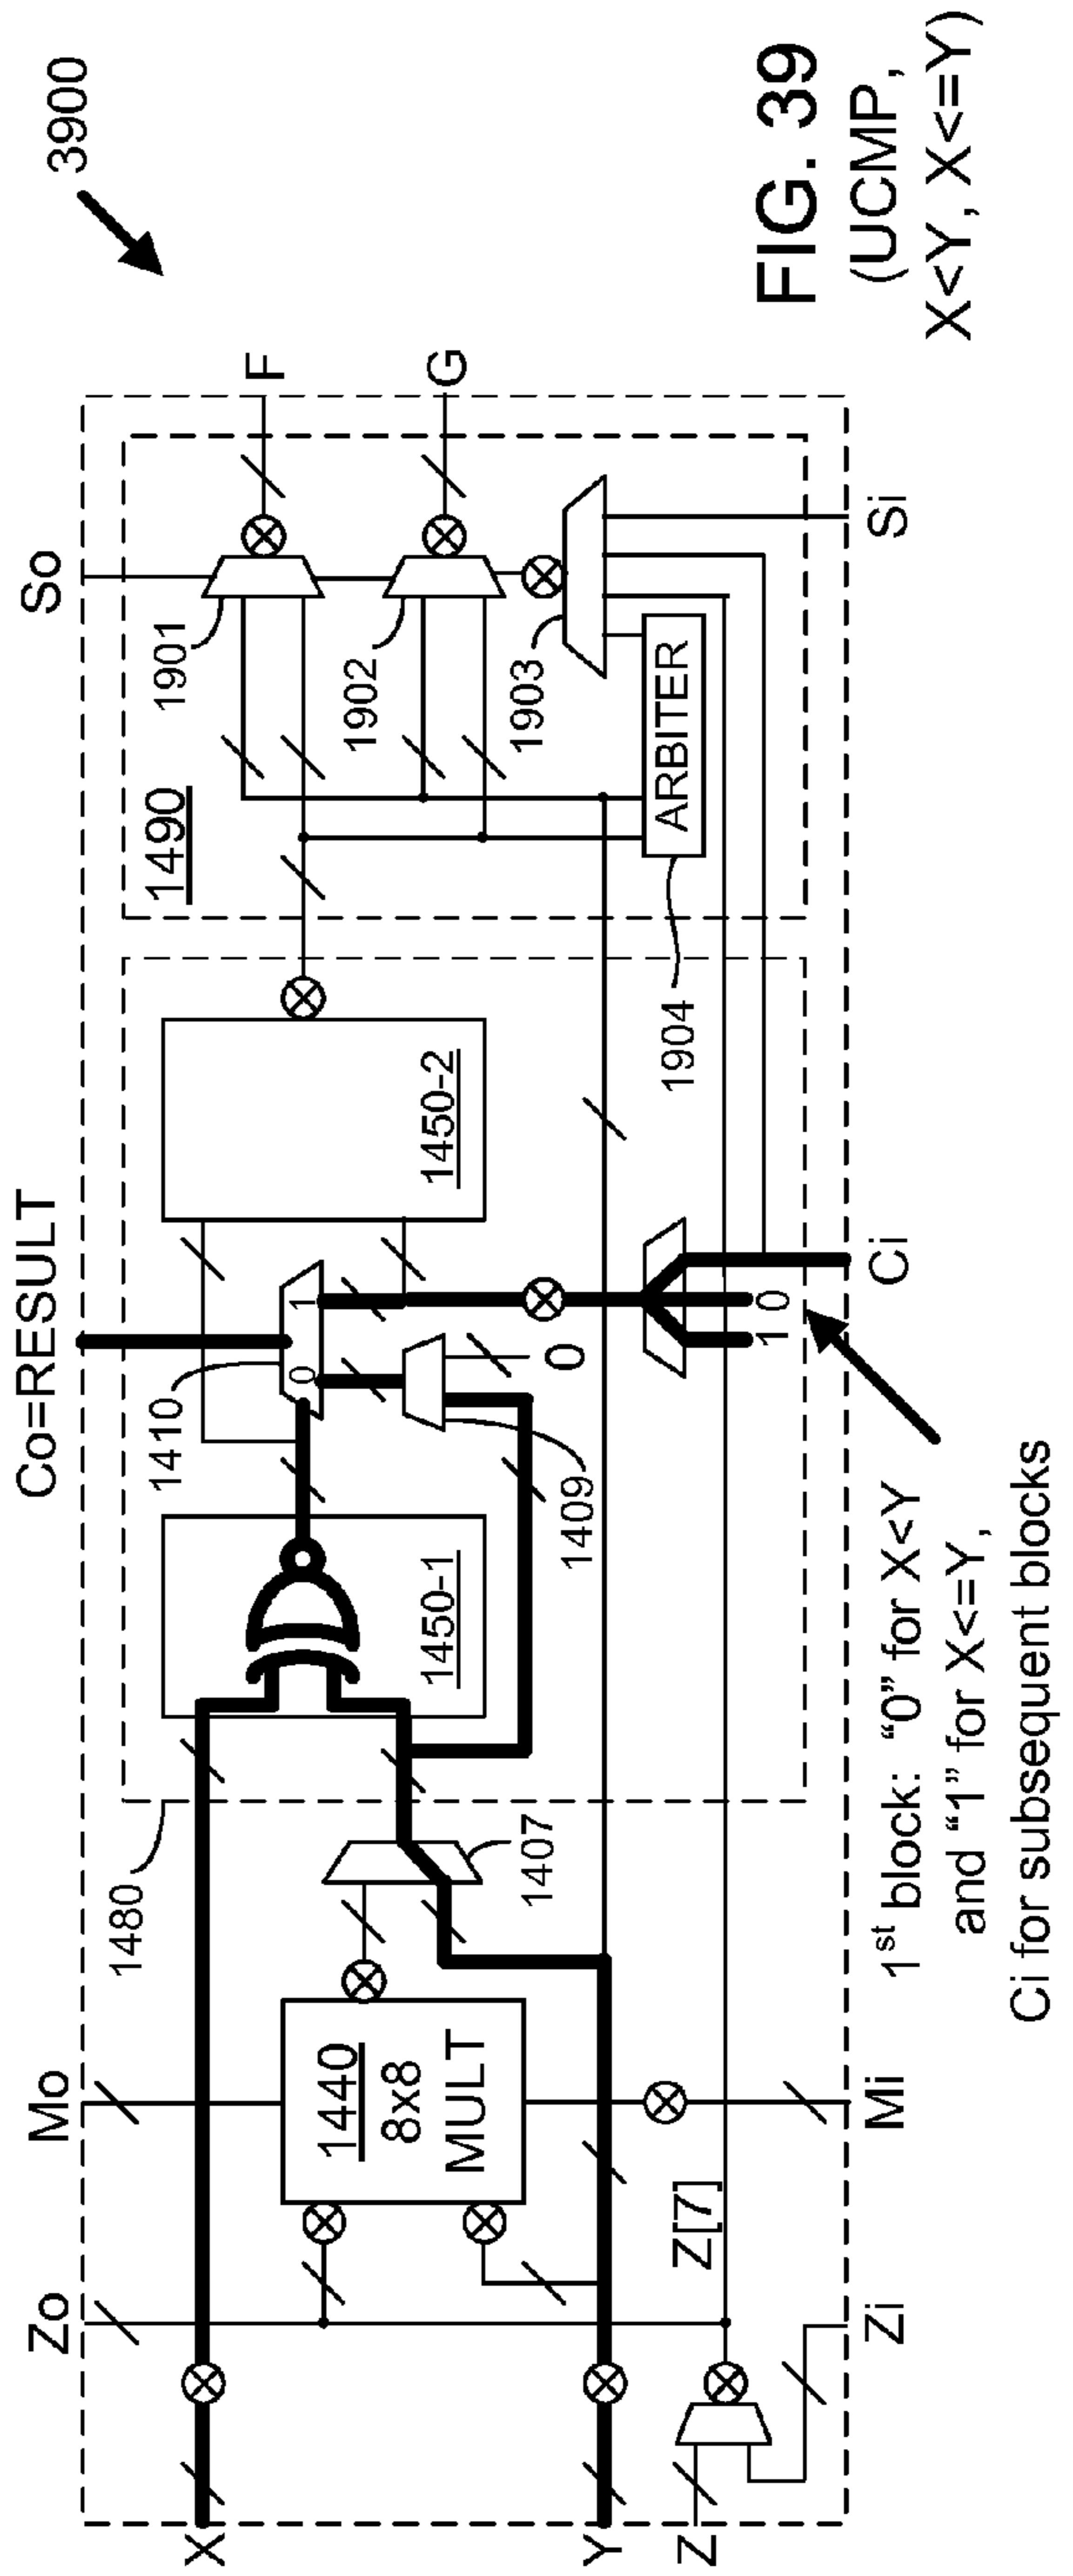 3900
Co=RESULT
Mo
Zo
So
X
Y
Z
1480
1440
8x8
MULT
1407
1450-1
1410
0
1
1409
0
1450-2
1490
1901
1902
1903
ARBITER
1904
F
G
Z[7]
1
0
Zi
Mi
Ci
Si
1st block: “0” for X<Y
and “1” for X<=Y,
Ci for subsequent blocks
FIG. 39
(UCMP,
X<Y, X<=Y)